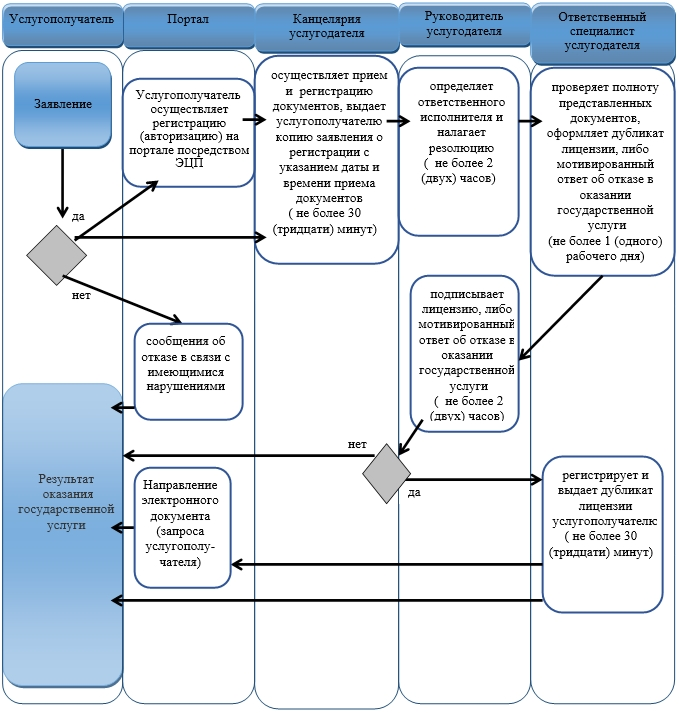 Услугополучатель
Портал
Канцелярия
услугодателя
Руководитель
услугодателя
Ответственный
специалист
услугодателя
Заявление
да
нет
Услугополучатель
осуществляет
регистрацию
(авторизацию) на
портале посредством
ЭЦП
осуществляет прием
и регистрацию
документов, выдает
услугополучателю
копию заявления о
регистрации с
указанием даты и
времени приема
документов
( не более 30
(тридцати) минут)
определяет
ответственного
исполнителя и
налагает
резолюцию
( не более 2
(двух) часов)
проверяет полноту
представленных
документов,
оформляет дубликат
лицензии, либо
мотивированный
ответ об отказе в
оказании
государственной
услуги
(не более 1 (одного)
рабочего дня)
сообщения об
отказе в связи с
имеющимися
нарушениями
подписывает
лицензию, либо
мотивированный
ответ об отказе в
оказании
государственной
услуги
( не более 2
(двух) часов)
нет
да
Результат
оказания
государственной
услуги
Направление
электронного
документа
(запроса
услугополу-
чателя)
регистрирует и
выдает дубликат
лицензии
услугополучателю
( не более 30
(тридцати) минут)